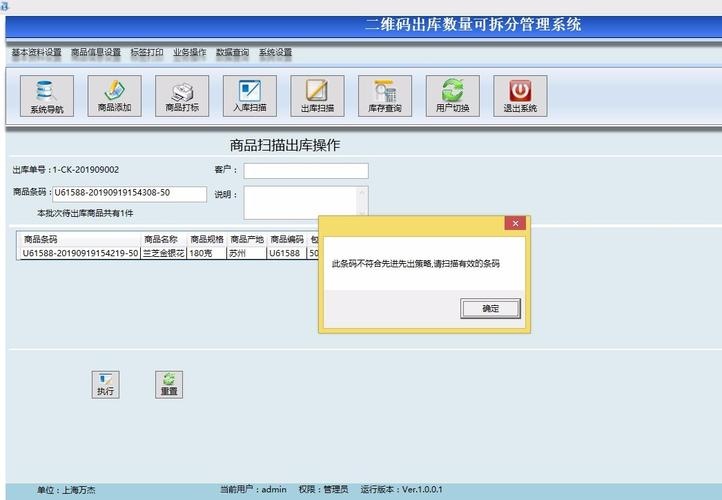 二维码出库数量可拆分管理系统
基本资料设置 商品信息设置 标签打印 业务操作 数据查询 系统设置
系统导航 商品添加 商品打标 入库扫描 出库扫描 库存查询 用户切换 退出系统
商品扫描出库操作
出库单号：1-CK-201909002 客户：
商品条码： U61588-20190919154308-50 说明：
本批次待出库商品共有1件
商品条码 商品名称 商品规格 商品产地 商品编码 包
U61588-20190919154219-50 兰芝金银花 180克 苏州 U61588 50
此条码不符合先进先出策略,请扫描有效的条码
确定
执行 重置
单位：上海万杰 当前用户：admin 权限：管理员 运行版本：Ver.1.0.0.1